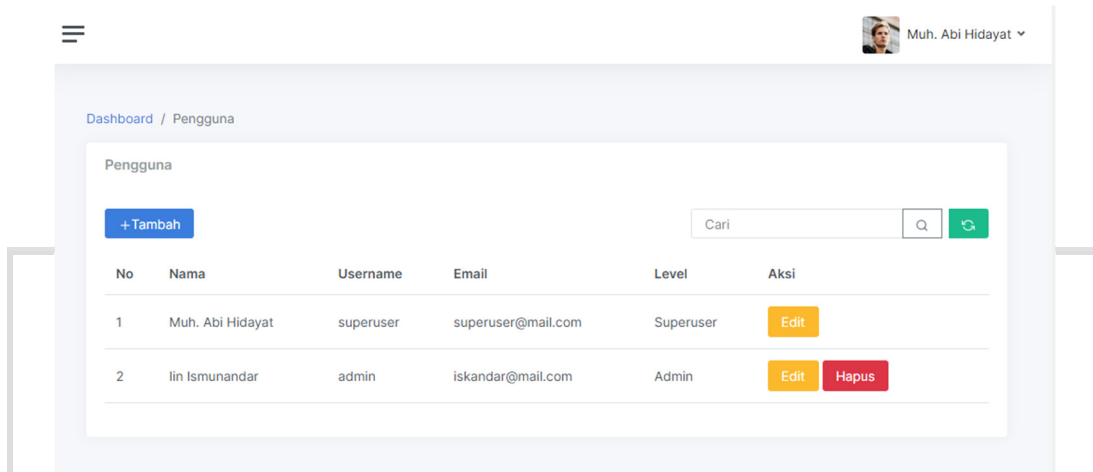 Muh. Abi Hidayat
Dashboard / Pengguna
Pengguna
+Tambah
Cari
No Nama Username Email Level Aksi
1 Muh. Abi Hidayat superuser superuser@mail.com Superuser Edit
2 Iin Ismunandar admin iskandar@mail.com Admin Edit Hapus